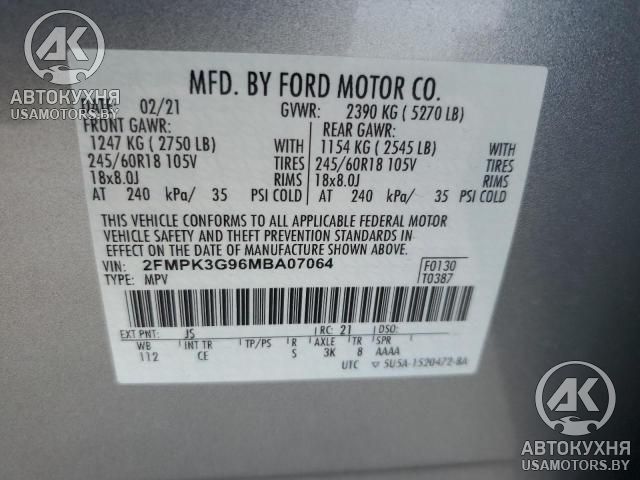 MFD. BY FORD MOTOR CO.
DATE: 02/21 GVWR: 2390 KG ( 5270 LB)
FRONT GAWR: REAR GAWR:
1247 KG ( 2750 LB) WITH 1154 KG ( 2545 LB) WITH
245/60R18 105V TIRES 245/60R18 105V TIRES
18x8.0J RIMS 18x8.0J RIMS
AT 240 kPa/ 35 PSI COLD AT 240 kPa/ 35 PSI COLD
THIS VEHICLE CONFORMS TO ALL APPLICABLE FEDERAL MOTOR
VEHICLE SAFETY AND THEFT PREVENTION STANDARDS IN
EFFECT ON THE DATE OF MANUFACTURE SHOWN ABOVE.
VIN: 2FMPK3G96MBA07064 F0130
TYPE: MPV T0387
EXT PNT: JS RC: 21 DSO:
WB INT TR TP/PS R AXLE TR SPR
112 CE S 3K 8 AAAA
UTC 5U5A-1520472-BA
AK
АВТОКУХНЯ
USAMOTORS.BY
AK
АВТОКУХНЯ
USAMOTORS.BY